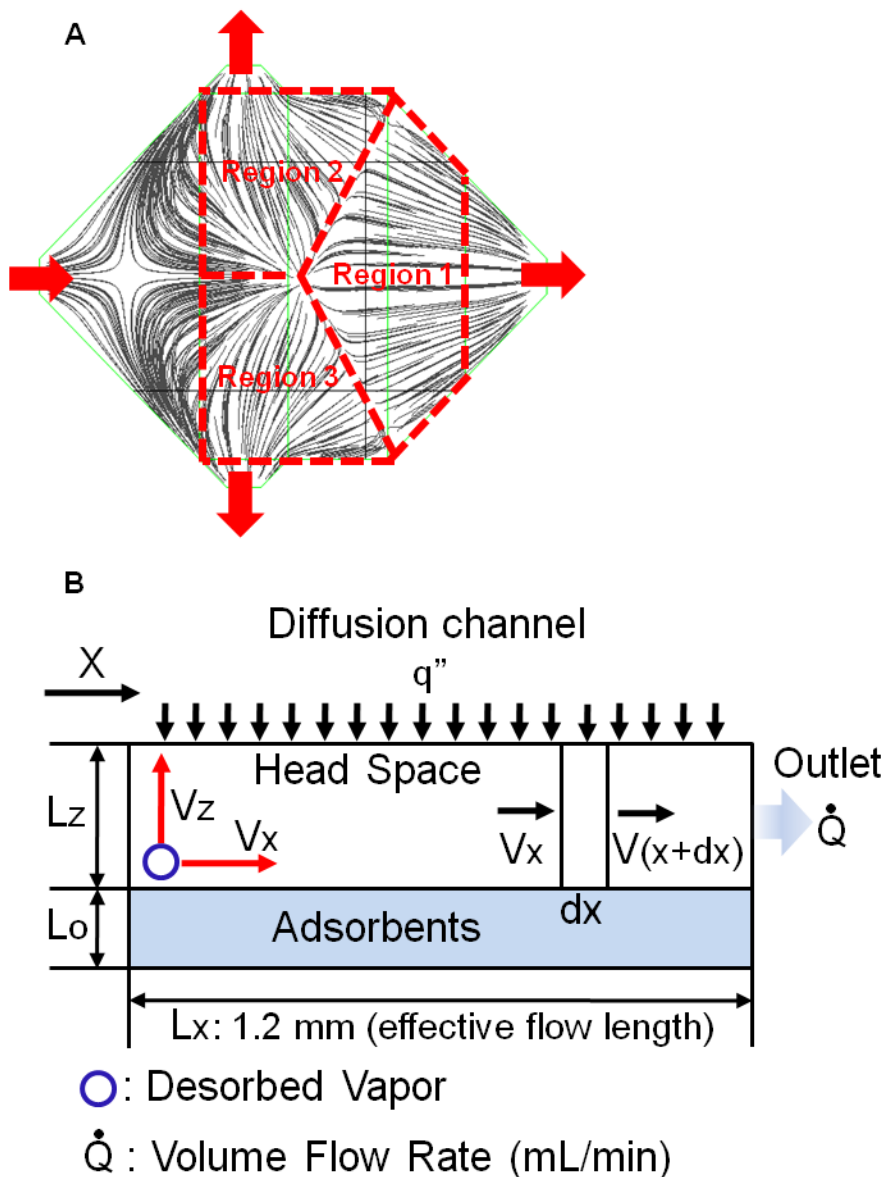 A
Region 2
Region 1
Region 3
B
Diffusion channel
X
q”
Head Space
Outlet
Lz
Vz
Vx
Vx
V(x+dx)
Q̇
Lo
Adsorbents
dx
Lx: 1.2 mm (effective flow length)
: Desorbed Vapor
Q̇ : Volume Flow Rate (mL/min)